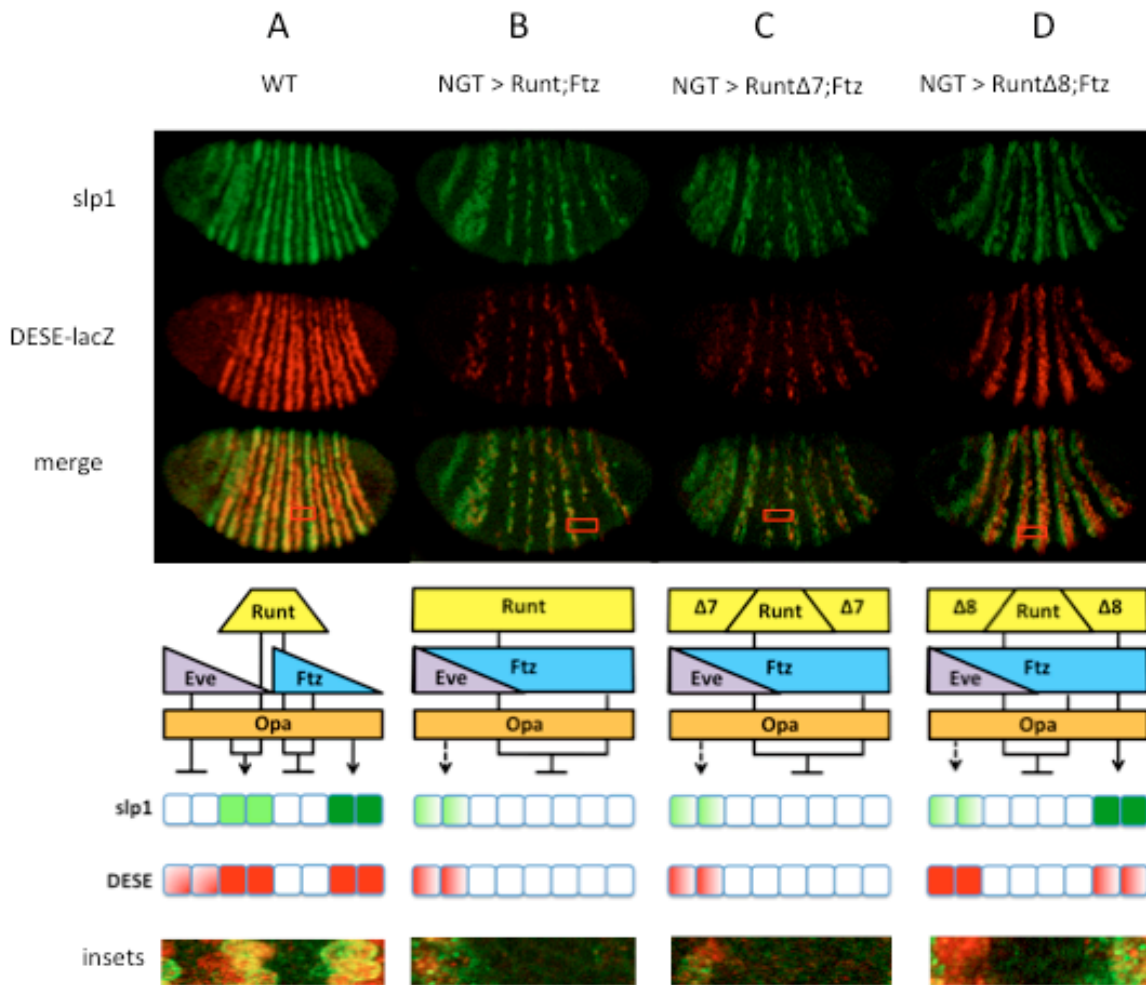 A B C D
WT NGT > Runt;Ftz NGT > RuntΔ7;Ftz NGT > RuntΔ8;Ftz
slp1
DESE-lacZ
merge
Runt Runt Δ7 Runt Δ7 Δ8 Runt Δ8
Eve Ftz Eve Ftz Eve Ftz Eve Ftz
Opa Opa Opa Opa
slp1
DESE
insets